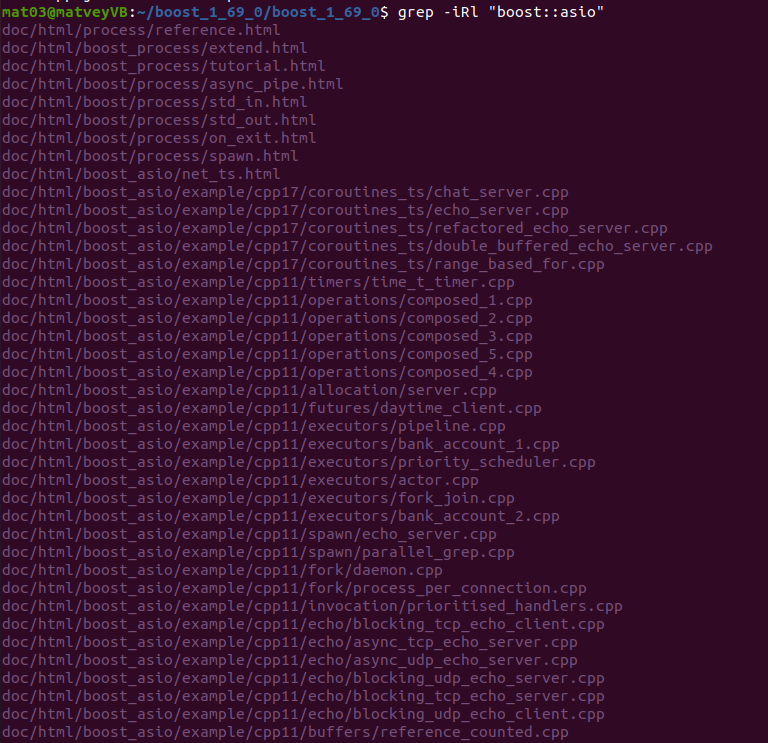 mat03@matveyVB:~/boost_1_69_0/boost_1_69_0$ grep -iRl "boost::asio"
doc/html/process/reference.html
doc/html/boost_process/extend.html
doc/html/boost_process/tutorial.html
doc/html/boost/process/async_pipe.html
doc/html/boost/process/std_in.html
doc/html/boost/process/std_out.html
doc/html/boost/process/on_exit.html
doc/html/boost/process/spawn.html
doc/html/boost_asio/net_ts.html
doc/html/boost_asio/example/cpp17/coroutines_ts/chat_server.cpp
doc/html/boost_asio/example/cpp17/coroutines_ts/echo_server.cpp
doc/html/boost_asio/example/cpp17/coroutines_ts/refactored_echo_server.cpp
doc/html/boost_asio/example/cpp17/coroutines_ts/double_buffered_echo_server.cpp
doc/html/boost_asio/example/cpp17/coroutines_ts/range_based_for.cpp
doc/html/boost_asio/example/cpp11/timers/time_t_timer.cpp
doc/html/boost_asio/example/cpp11/operations/composed_1.cpp
doc/html/boost_asio/example/cpp11/operations/composed_2.cpp
doc/html/boost_asio/example/cpp11/operations/composed_3.cpp
doc/html/boost_asio/example/cpp11/operations/composed_5.cpp
doc/html/boost_asio/example/cpp11/operations/composed_4.cpp
doc/html/boost_asio/example/cpp11/allocation/server.cpp
doc/html/boost_asio/example/cpp11/futures/daytime_client.cpp
doc/html/boost_asio/example/cpp11/executors/pipeline.cpp
doc/html/boost_asio/example/cpp11/executors/bank_account_1.cpp
doc/html/boost_asio/example/cpp11/executors/priority_scheduler.cpp
doc/html/boost_asio/example/cpp11/executors/actor.cpp
doc/html/boost_asio/example/cpp11/executors/fork_join.cpp
doc/html/boost_asio/example/cpp11/executors/bank_account_2.cpp
doc/html/boost_asio/example/cpp11/spawn/echo_server.cpp
doc/html/boost_asio/example/cpp11/spawn/parallel_grep.cpp
doc/html/boost_asio/example/cpp11/fork/daemon.cpp
doc/html/boost_asio/example/cpp11/fork/process_per_connection.cpp
doc/html/boost_asio/example/cpp11/invocation/prioritised_handlers.cpp
doc/html/boost_asio/example/cpp11/echo/blocking_tcp_echo_client.cpp
doc/html/boost_asio/example/cpp11/echo/async_tcp_echo_server.cpp
doc/html/boost_asio/example/cpp11/echo/async_udp_echo_server.cpp
doc/html/boost_asio/example/cpp11/echo/blocking_udp_echo_server.cpp
doc/html/boost_asio/example/cpp11/echo/blocking_tcp_echo_server.cpp
doc/html/boost_asio/example/cpp11/echo/blocking_udp_echo_client.cpp
doc/html/boost_asio/example/cpp11/buffers/reference_counted.cpp